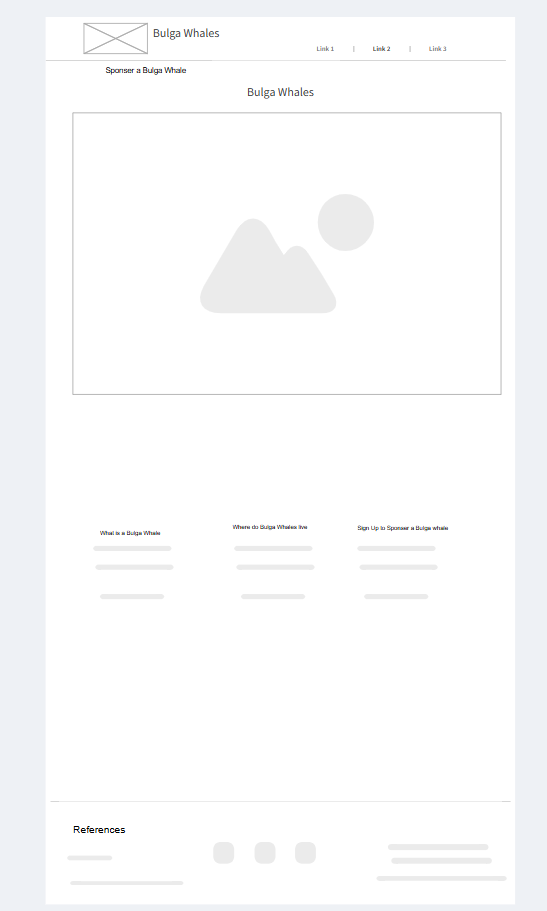 Bulga Whales
Link 1 | Link 2 | Link 3
Sponser a Bulga Whale
Bulga Whales
What is a Bulga Whale
Where do Bulga Whales live
Sign Up to Sponser a Bulga whale
References